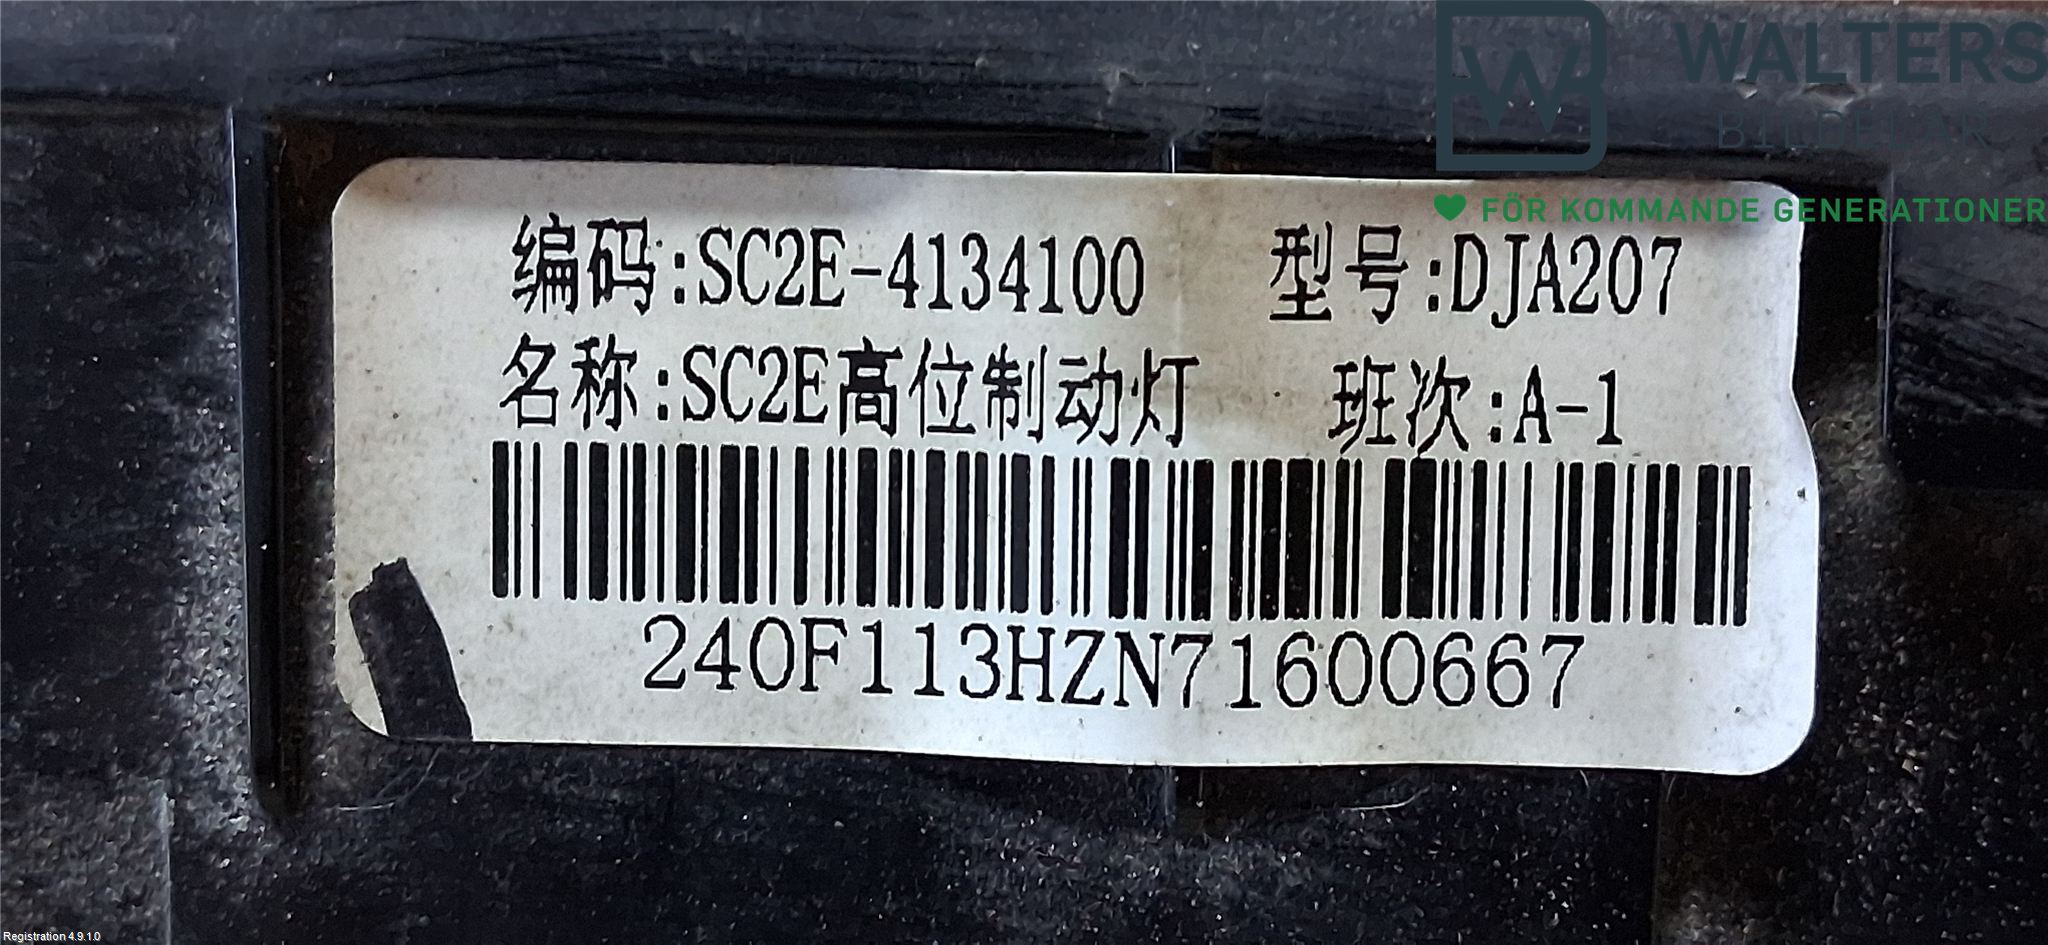 WALTERS
BILDELAR
FÖR KOMMANDE GENERATIONER
编码:SC2E-4134100 型号:DJA207
名称:SC2E高位制动灯 班次:A-1
240F113HZN71600667
Registration 4.9.1.0